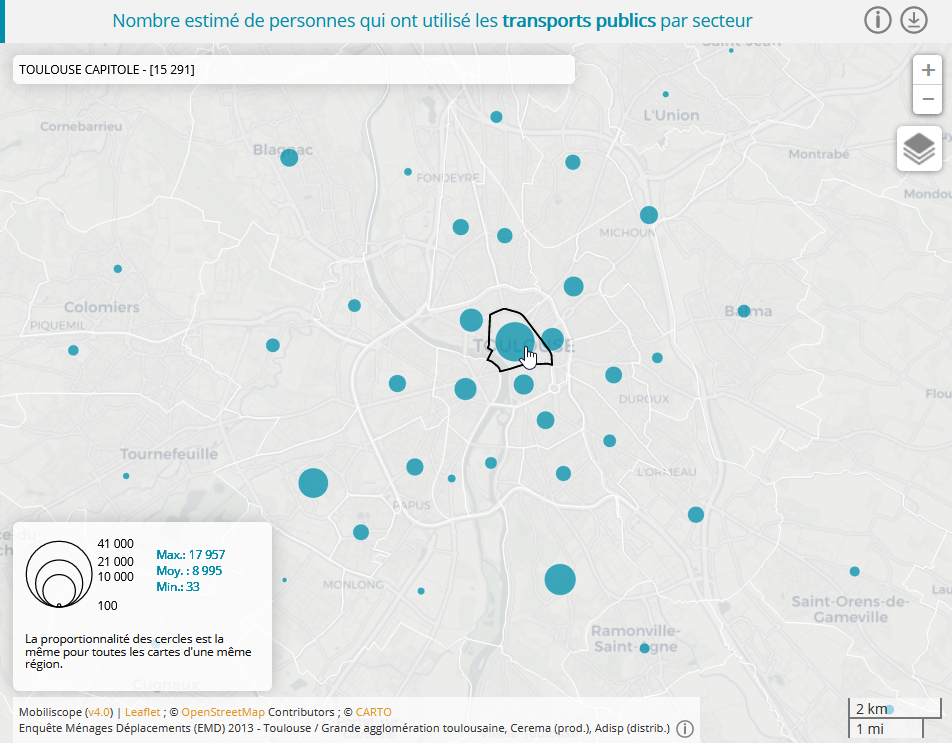 Nombre estimé de personnes qui ont utilisé les transports publics par secteur
TOULOUSE CAPITOLE - [15 291]
Saint-Jean
+
−
L'Union
Cornebarrieu
Blagnac
Montrabé
FONDEYRE
Mondou
MICHOUN
Colomiers
PIQUEMIL
Balma
TOULOUSE
DUROUX
Flou
Tournefeuille
L'ORMEAU
PAPUS
41 000
21 000
10 000
100
Max.: 17 957
Moy. : 8 995
Min.: 33
MONLONG
La proportionnalité des cercles est la
même pour toutes les cartes d'une même
région.
Saint-Orens-de-
Gameville
Lau
Ramonville-
Saint-Agne
Cugnaux
Mobiliscope (v4.0) | Leaflet ; © OpenStreetMap Contributors ; © CARTO
Enquête Ménages Déplacements (EMD) 2013 - Toulouse / Grande agglomération toulousaine, Cerema (prod.), Adisp (distrib.)
2 km
1 mi